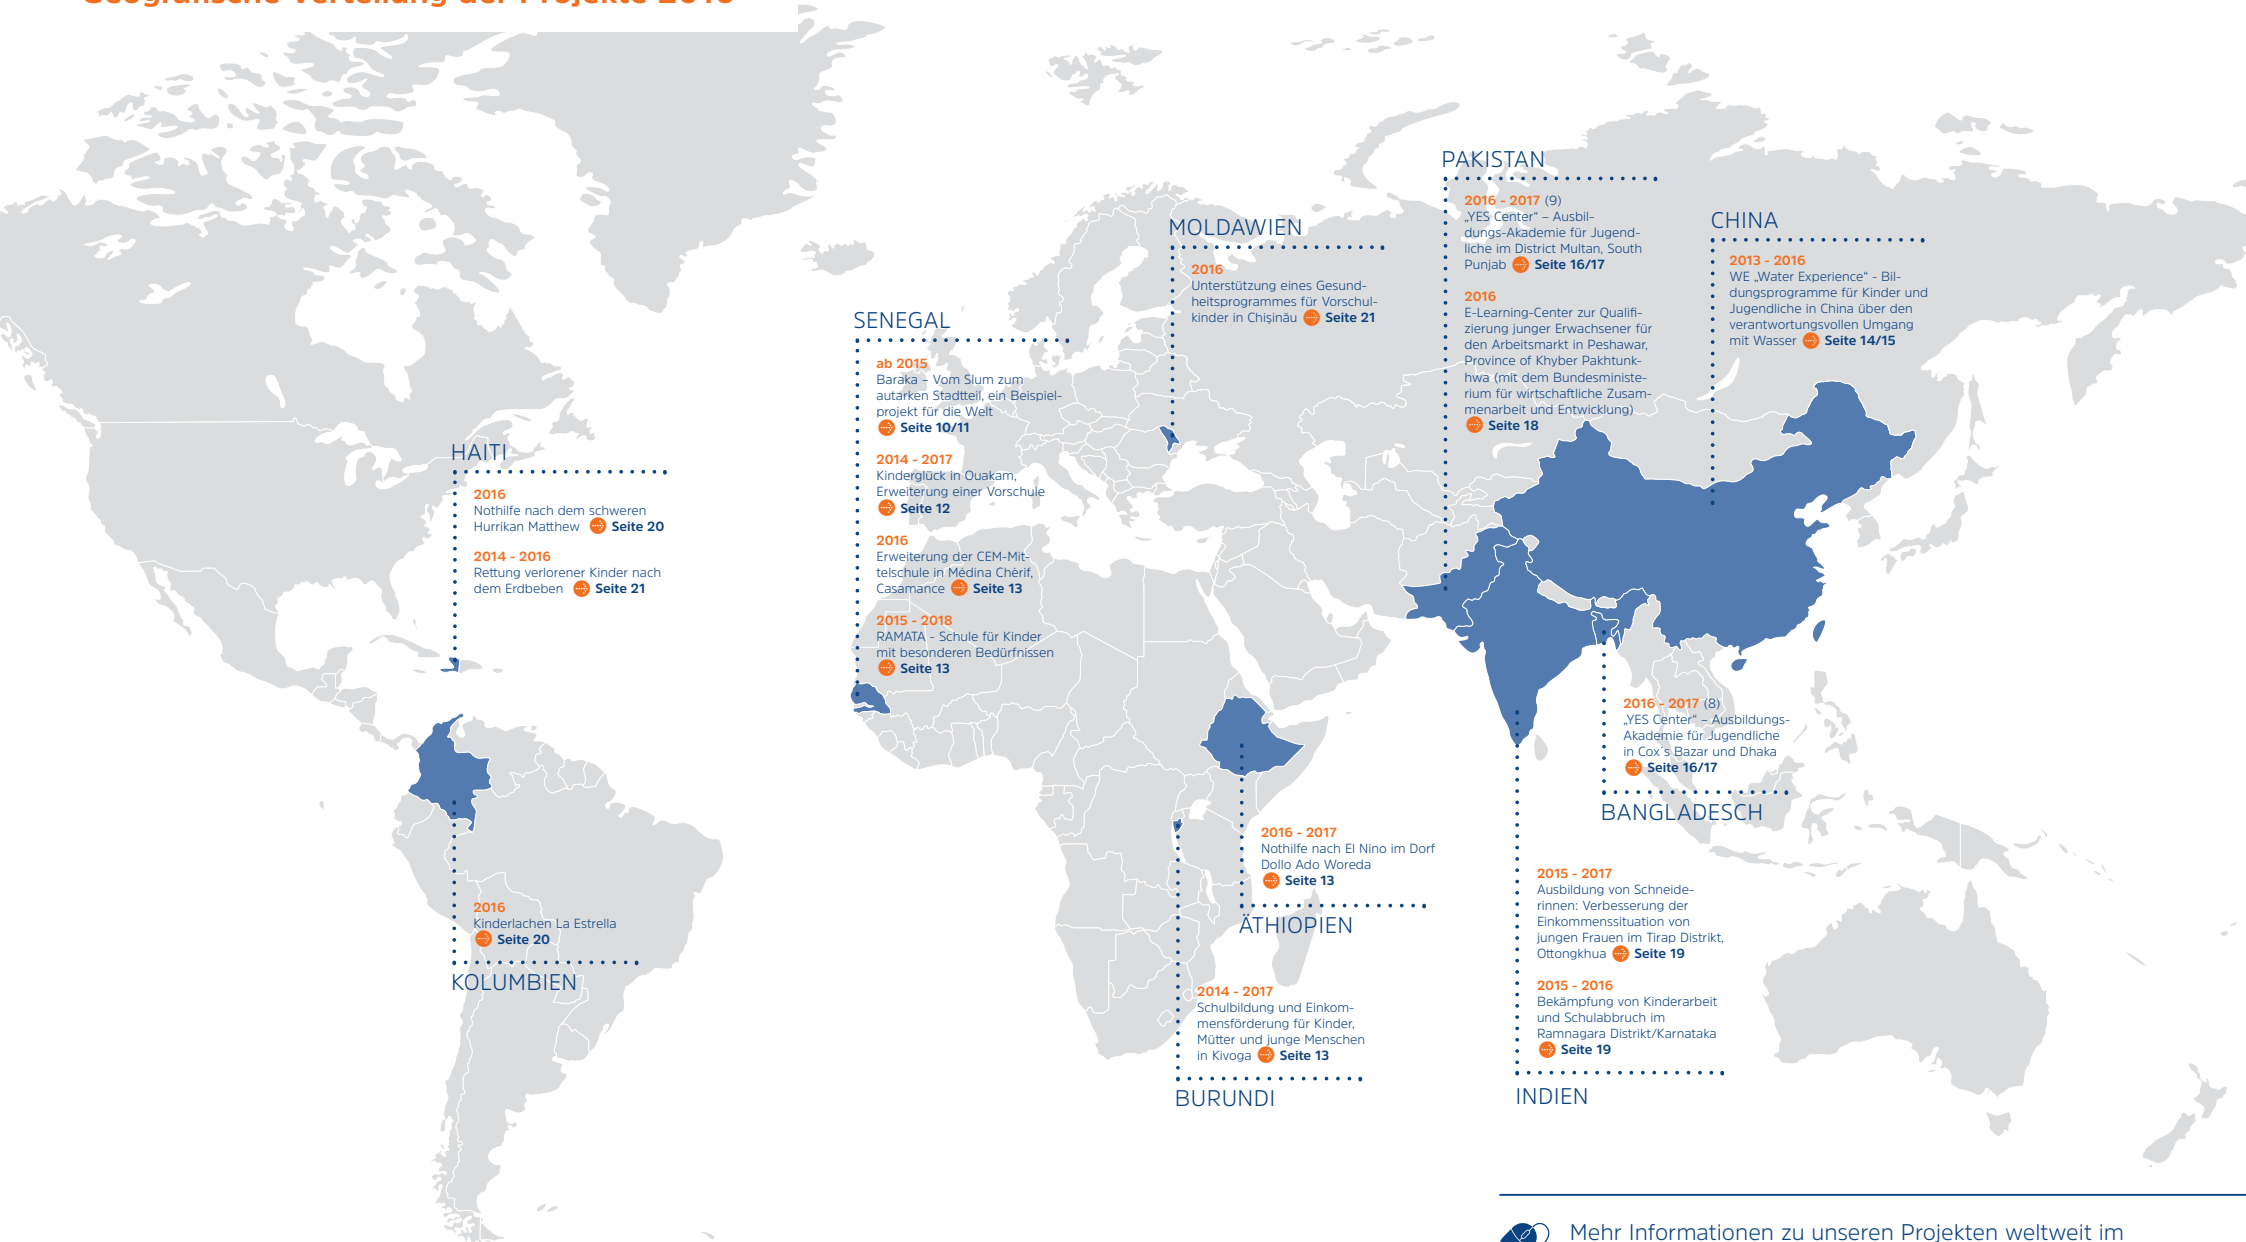 Geografische Verteilung der Projekte 2016
HAITI
2016
Nothilfe nach dem schweren
Hurrikan Matthew Seite 20
2014 - 2016
Rettung verlorener Kinder nach
dem Erdbeben Seite 21
2016
Kinderlachen La Estrella
Seite 20
KOLUMBIEN
SENEGAL
ab 2015
Baraka – Vom Slum zum
autarken Stadtteil, ein Beispiel-
projekt für die Welt
Seite 10/11
2014 - 2017
Kinderglück in Ouakam,
Erweiterung einer Vorschule
Seite 12
2016
Erweiterung der CEM-Mit-
telschule in Médina Chèrif,
Casamance Seite 13
2015 - 2018
RAMATA - Schule für Kinder
mit besonderen Bedürfnissen
Seite 13
MOLDAWIEN
2016
Unterstützung eines Gesund-
heitsprogrammes für Vorschul-
kinder in Chişinău Seite 21
2016 - 2017
Nothilfe nach El Nino im Dorf
Dollo Ado Woreda
Seite 13
ÄTHIOPIEN
2014 - 2017
Schulbildung und Einkom-
mensförderung für Kinder,
Mütter und junge Menschen
in Kivoga Seite 13
BURUNDI
PAKISTAN
2016 - 2017 (9)
„YES Center“ – Ausbil-
dungs-Akademie für Jugend-
liche im District Multan, South
Punjab Seite 16/17
2016
E-Learning-Center zur Qualifi-
zierung junger Erwachsener für
den Arbeitsmarkt in Peshawar,
Province of Khyber Pakhtunk-
hwa (mit dem Bundesministe-
rium für wirtschaftliche Zusam-
menarbeit und Entwicklung)
Seite 18
CHINA
2013 - 2016
WE „Water Experience“ - Bil-
dungsprogramme für Kinder und
Jugendliche in China über den
verantwortungsvollen Umgang
mit Wasser Seite 14/15
2016 - 2017 (8)
„YES Center“ – Ausbildungs-
Akademie für Jugendliche
in Cox´s Bazar und Dhaka
Seite 16/17
BANGLADESCH
2015 - 2017
Ausbildung von Schneide-
rinnen: Verbesserung der
Einkommenssituation von
jungen Frauen im Tirap Distrikt,
Ottongkhua Seite 19
2015 - 2016
Bekämpfung von Kinderarbeit
und Schulabbruch im
Ramnagara Distrikt/Karnataka
Seite 19
INDIEN
Mehr Informationen zu unseren Projekten weltweit im